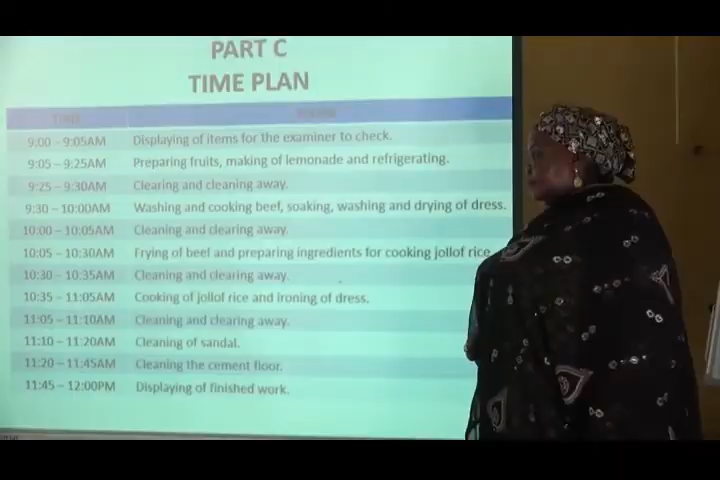 PART C
TIME PLAN
9:00 – 9:05AM Displaying of items for the examiner to check.
9:05 – 9:25AM Preparing fruits, making of lemonade and refrigerating.
9:25 – 9:30AM Clearing and cleaning away.
9:30 – 10:00AM Washing and cooking beef, soaking, washing and drying of dress.
10:00 – 10:05AM Cleaning and clearing away.
10:05 – 10:30AM Frying of beef and preparing ingredients for cooking jollof rice
10:30 – 10:35AM Cleaning and clearing away.
10:35 – 11:05AM Cooking of jollof rice and ironing of dress.
11:05 – 11:10AM Cleaning and clearing away.
11:10 – 11:20AM Cleaning of sandal.
11:20 – 11:45AM Cleaning the cement floor.
11:45 – 12:00PM Displaying of finished work.